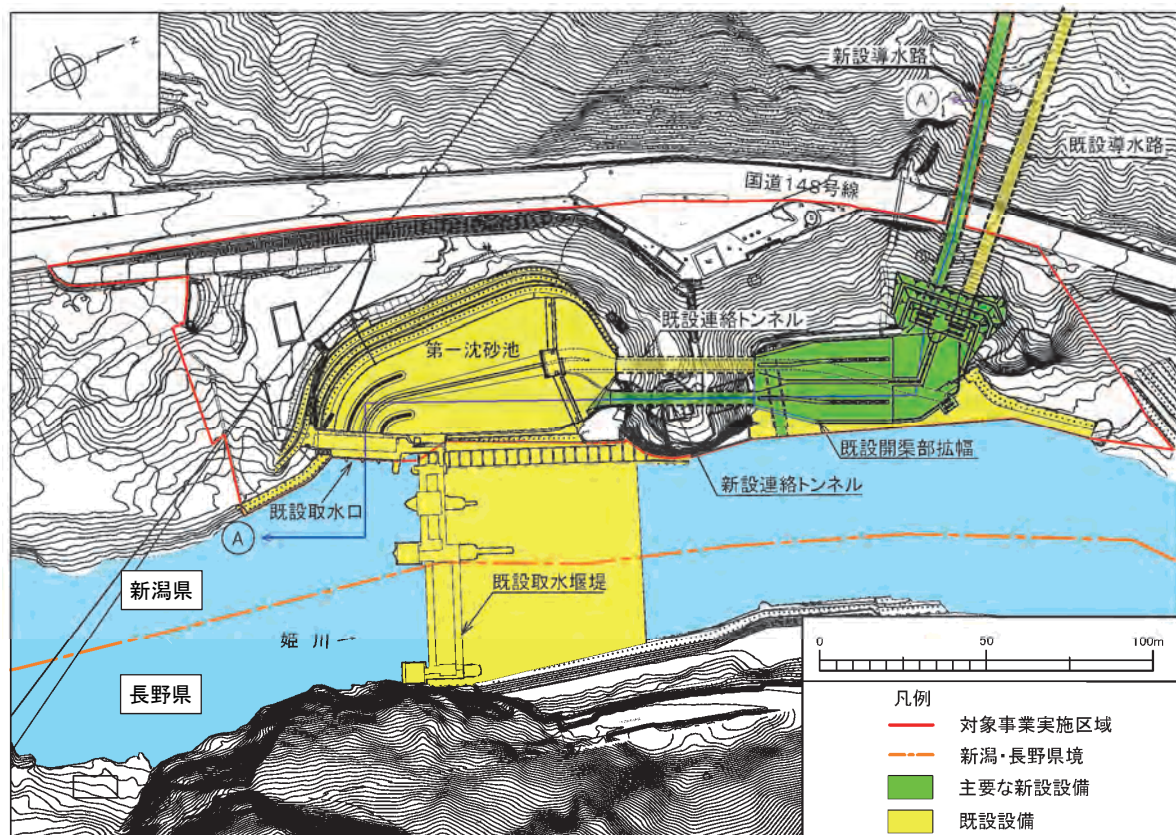 N
新設導水路
A'
既設導水路
国道148号線
既設連絡トンネル
第一沈砂池
既設開渠部拡幅
新設連絡トンネル
既設取水口
A
新潟県
既設取水堰堤
姫川
長野県
0 50 100m
凡例
対象事業実施区域
新潟・長野県境
主要な新設設備
既設設備